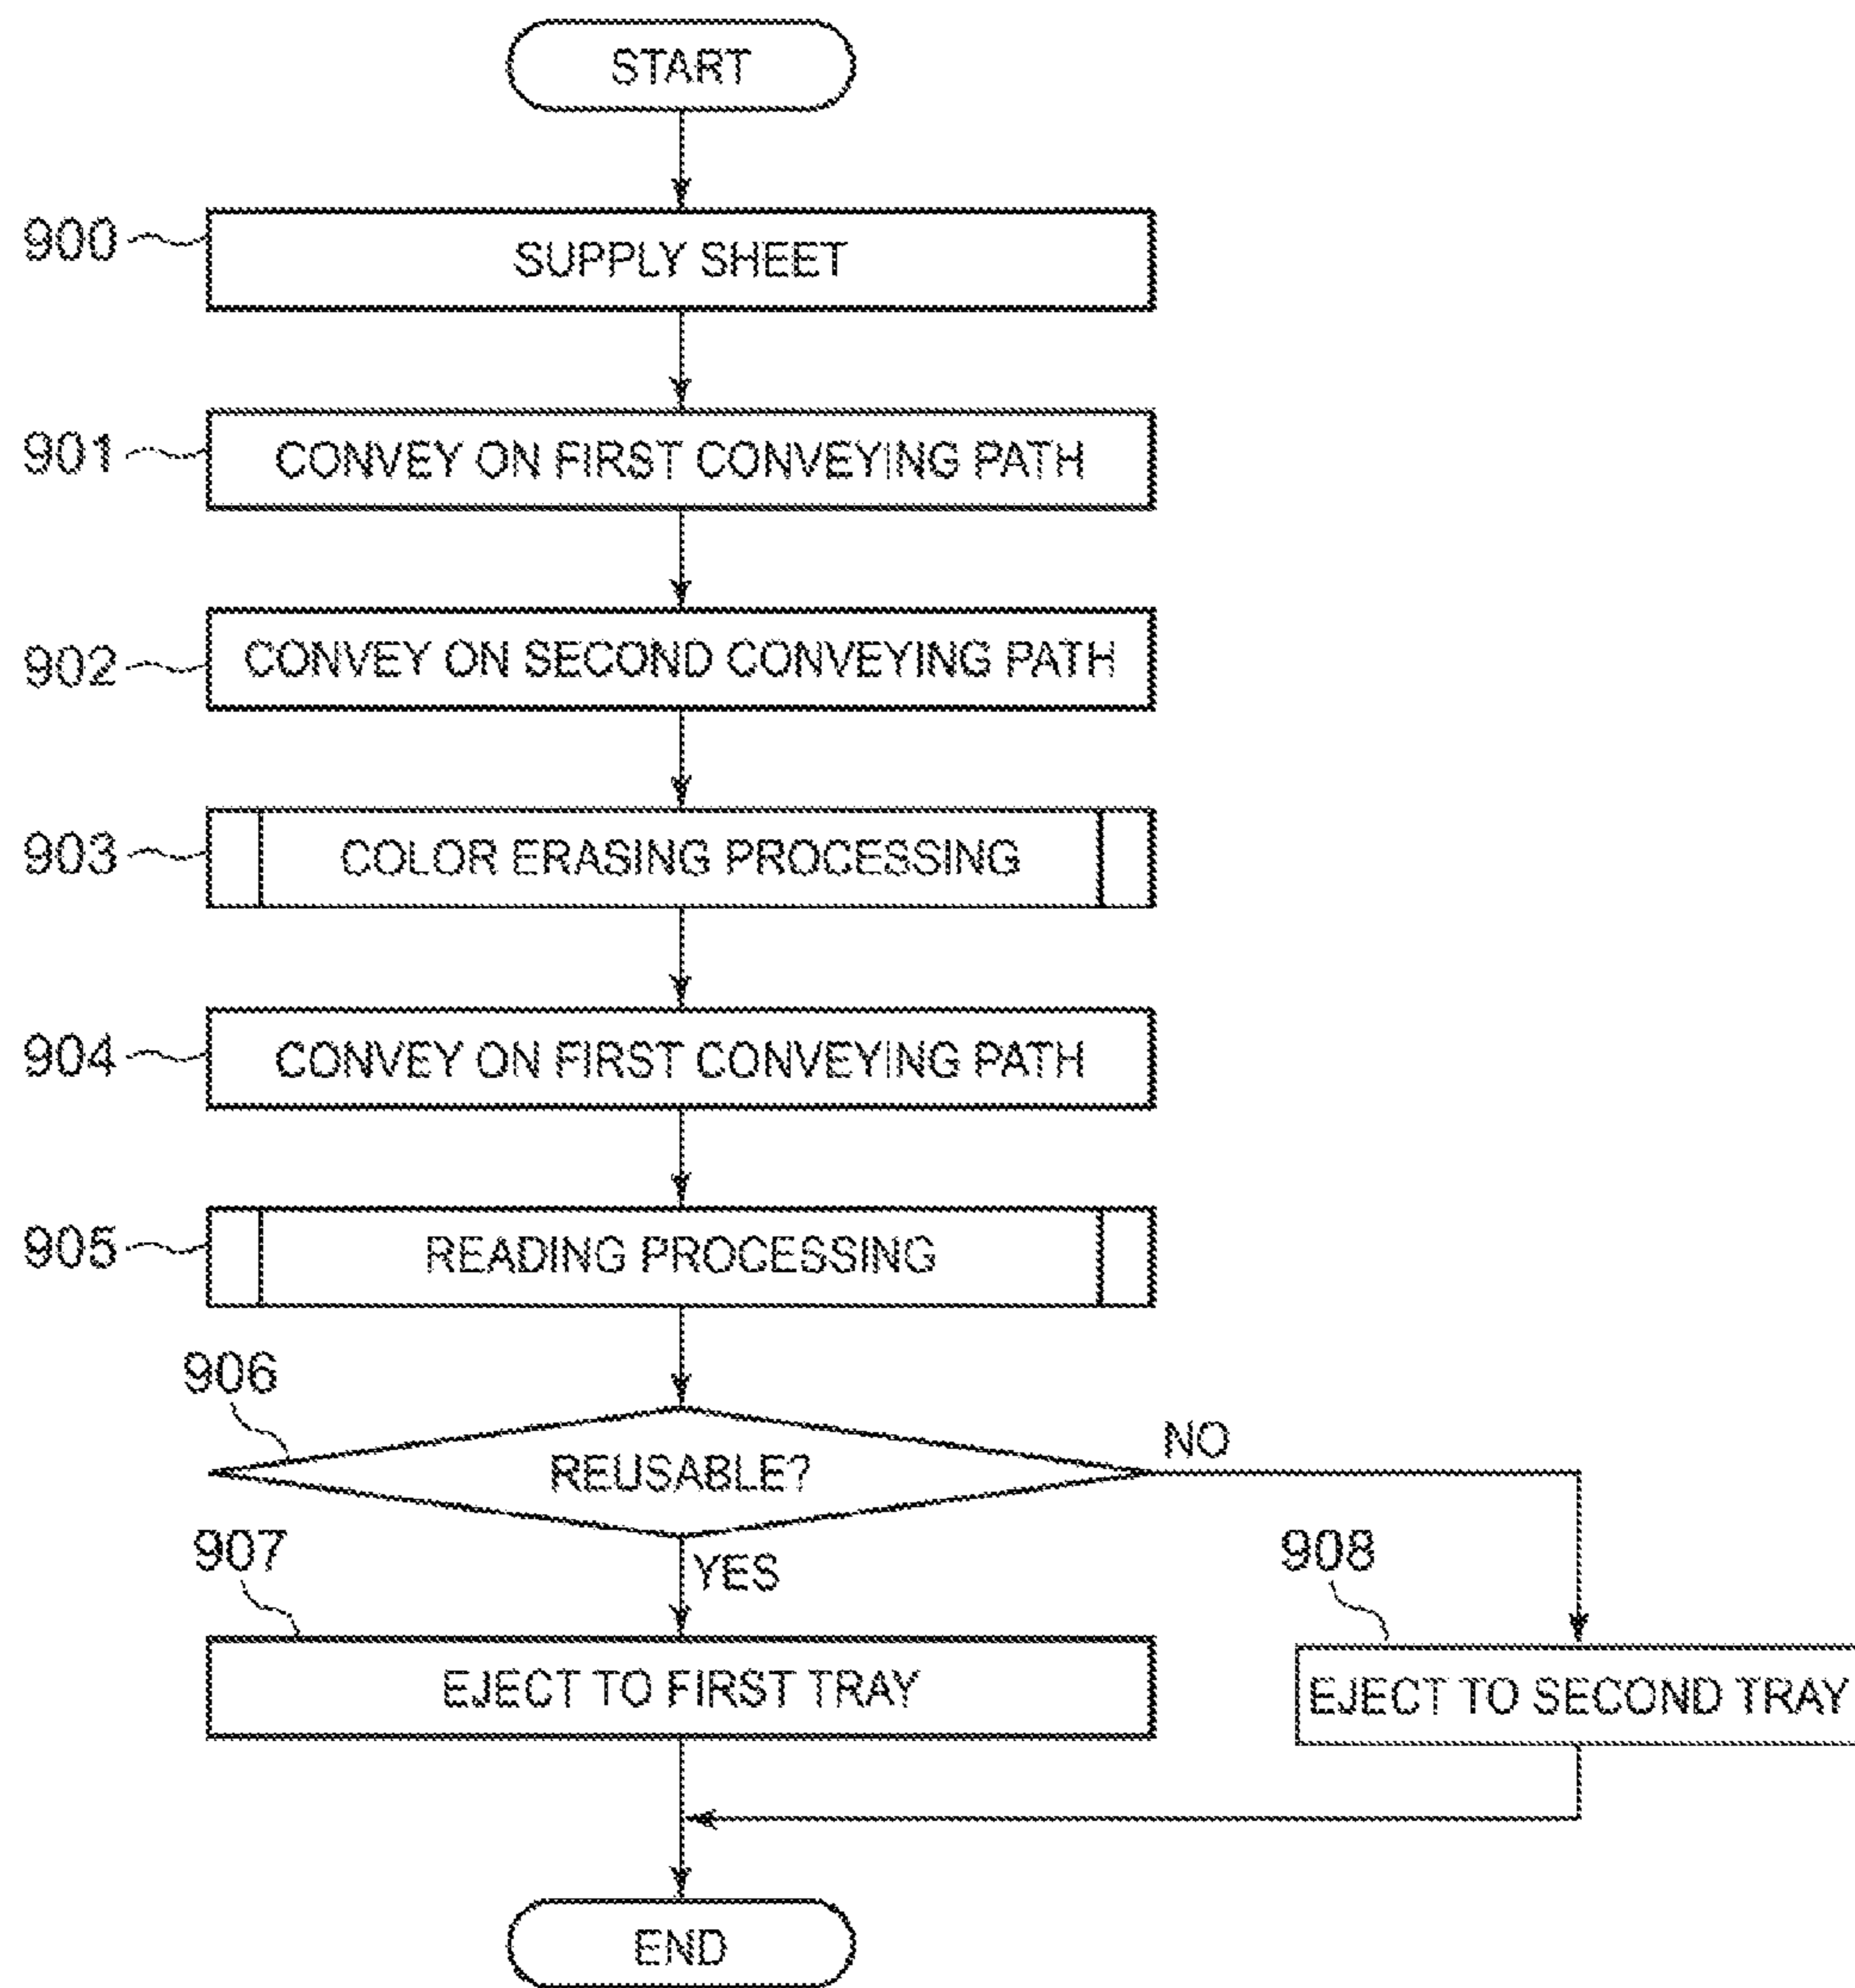 START
900
SUPPLY SHEET
901
CONVEY ON FIRST CONVEYING PATH
902
CONVEY ON SECOND CONVEYING PATH
903
COLOR ERASING PROCESSING
904
CONVEY ON FIRST CONVEYING PATH
905
READING PROCESSING
906
REUSABLE?
NO
YES
907
EJECT TO FIRST TRAY
908
EJECT TO SECOND TRAY
END